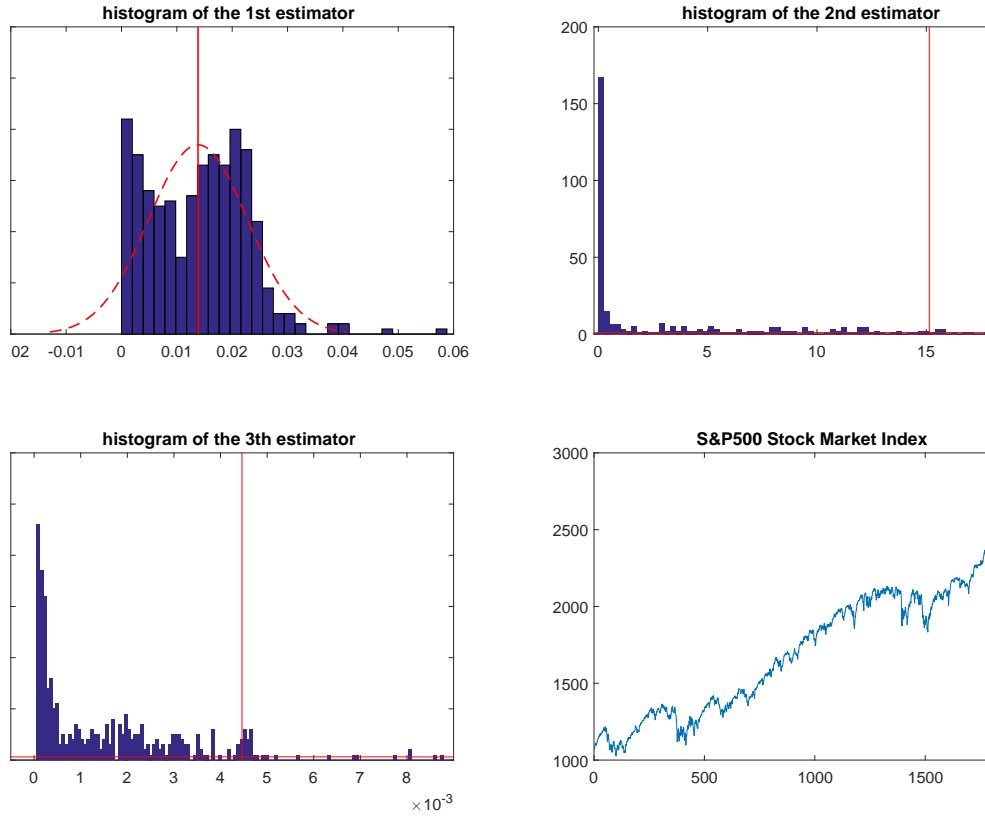 histogram of the 1st estimator
02 -0.01 0 0.01 0.02 0.03 0.04 0.05 0.06
histogram of the 2nd estimator
200
150
100
50
0
0 5 10 15
histogram of the 3th estimator
0 1 2 3 4 5 6 7 8
×10-3
S&P500 Stock Market Index
3000
2500
2000
1500
1000
0 500 1000 1500